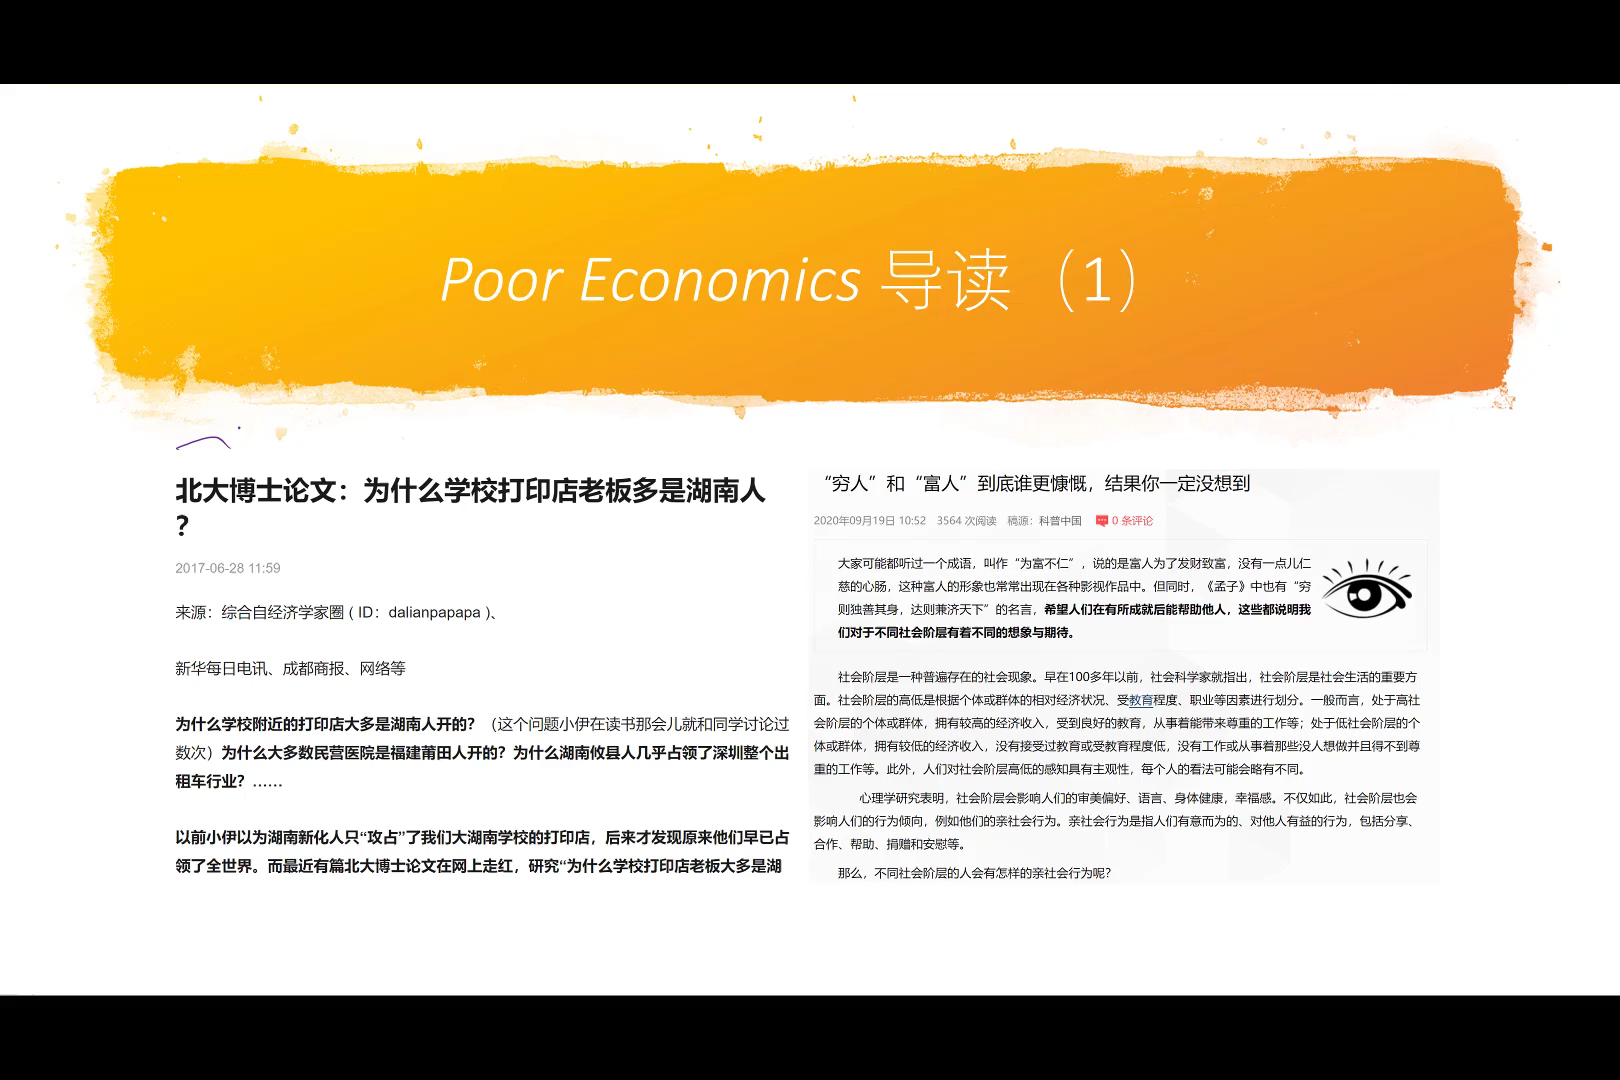 Poor Economics 导读（1）
北大博士论文：为什么学校打印店老板多是湖南人
？
2017-06-28 11:59
来源：综合自经济学家圈 ( ID：dalianpapapa )、
新华每日电讯、成都商报、网络等
为什么学校附近的打印店大多是湖南人开的？（这个问题小伊在读书那会儿就和同学讨论过
数次）为什么大多数民营医院是福建莆田人开的？为什么湖南攸县人几乎占领了深圳整个出
租车行业？……
以前小伊以为湖南新化人只“攻占”了我们大湖南学校的打印店，后来才发现原来他们早已占
领了全世界。而最近有篇北大博士论文在网上走红，研究“为什么学校打印店老板大多是湖
“穷人”和“富人”到底谁更慷慨，结果你一定没想到
2020年09月19日 10:52 3564 次阅读 稿源：科普中国 0 条评论
大家可能都听过一个成语，叫作“为富不仁”，说的是富人为了发财致富，没有一点儿仁
慈的心肠，这种富人的形象也常常出现在各种影视作品中。但同时，《孟子》中也有“穷
则独善其身，达则兼济天下”的名言，希望人们在有所成就后能帮助他人，这些都说明我
们对于不同社会阶层有着不同的想象与期待。
社会阶层是一种普遍存在的社会现象。早在100多年以前，社会科学家就指出，社会阶层是社会生活的重要方
面。社会阶层的高低是根据个体或群体的相对经济状况、受教育程度、职业等因素进行划分。一般而言，处于高社
会阶层的个体或群体，拥有较高的经济收入，受到良好的教育，从事着能带来尊重的工作等；处于低社会阶层的个
体或群体，拥有较低的经济收入，没有接受过教育或受教育程度低，没有工作或从事着那些没人想做并且得不到尊
重的工作等。此外，人们对社会阶层高低的感知具有主观性，每个人的看法可能会略有不同。
心理学研究表明，社会阶层会影响人们的审美偏好、语言、身体健康，幸福感。不仅如此，社会阶层也会
影响人们的行为倾向，例如他们的亲社会行为。亲社会行为是指人们有意而为的、对他人有益的行为，包括分享、
合作、帮助、捐赠和安慰等。
那么，不同社会阶层的人会有怎样的亲社会行为呢？